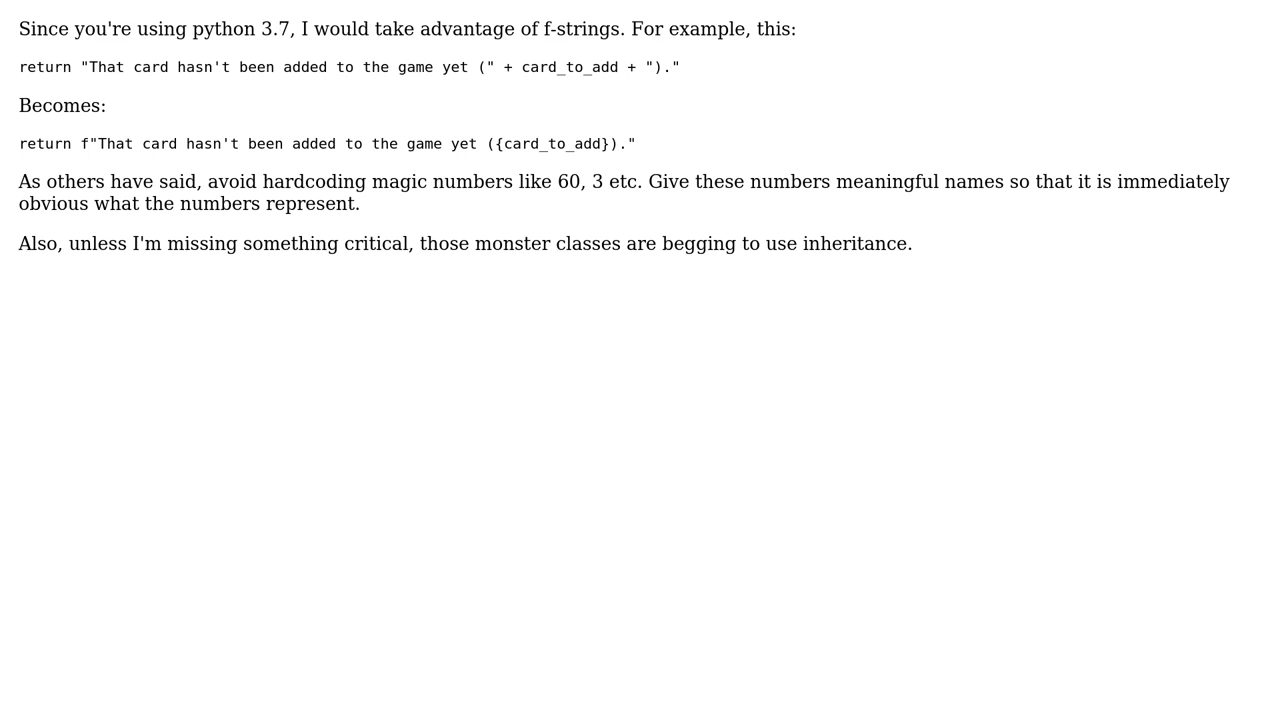 Since you're using python 3.7, I would take advantage of f-strings. For example, this:
return "That card hasn't been added to the game yet (" + card_to_add + ")."
Becomes:
return f"That card hasn't been added to the game yet ({card_to_add})."
As others have said, avoid hardcoding magic numbers like 60, 3 etc. Give these numbers meaningful names so that it is immediately
obvious what the numbers represent.
Also, unless I'm missing something critical, those monster classes are begging to use inheritance.